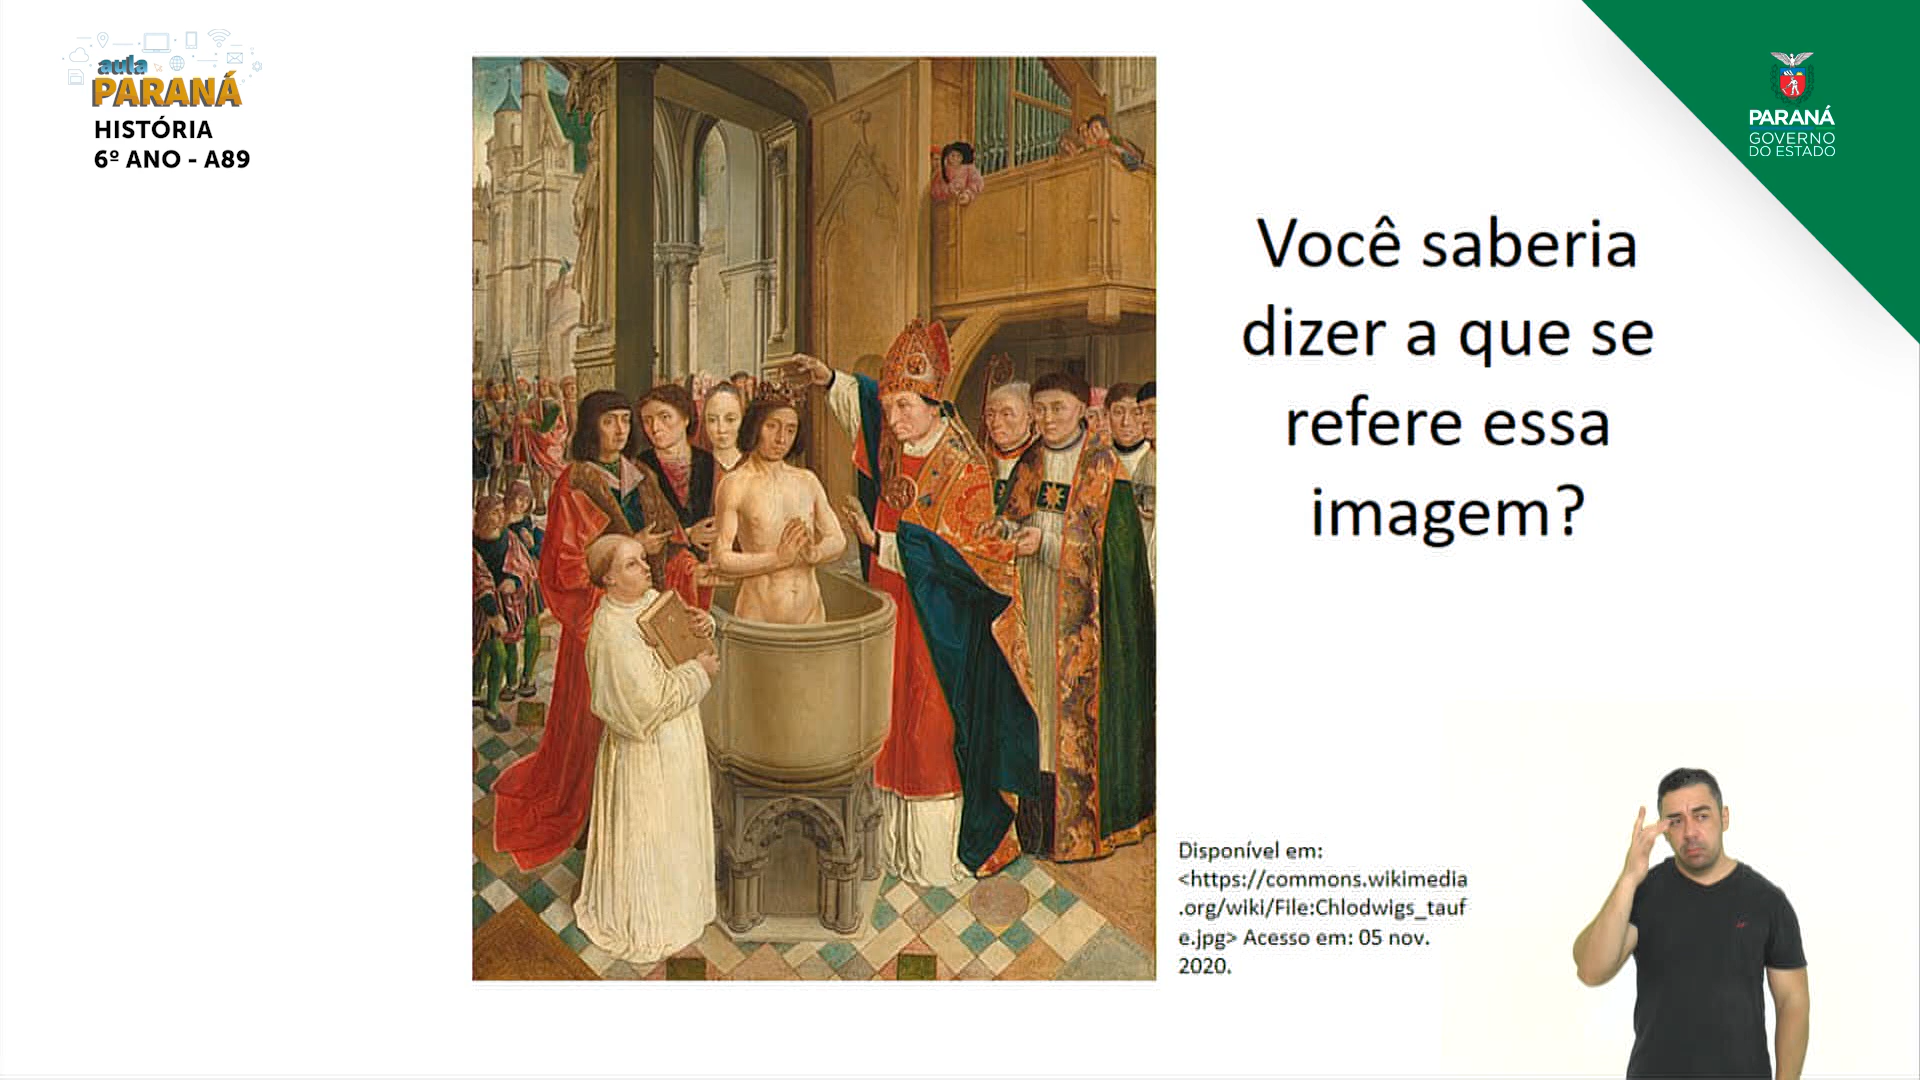 aula
PARANÁ
HISTÓRIA
6º ANO - A89
PARANÁ
GOVERNO
DO ESTADO
Você saberia
dizer a que se
refere essa
imagem?
Disponível em:
<https://commons.wikimedia
.org/wiki/File:Chlodwigs_tauf
e.jpg> Acesso em: 05 nov.
2020.